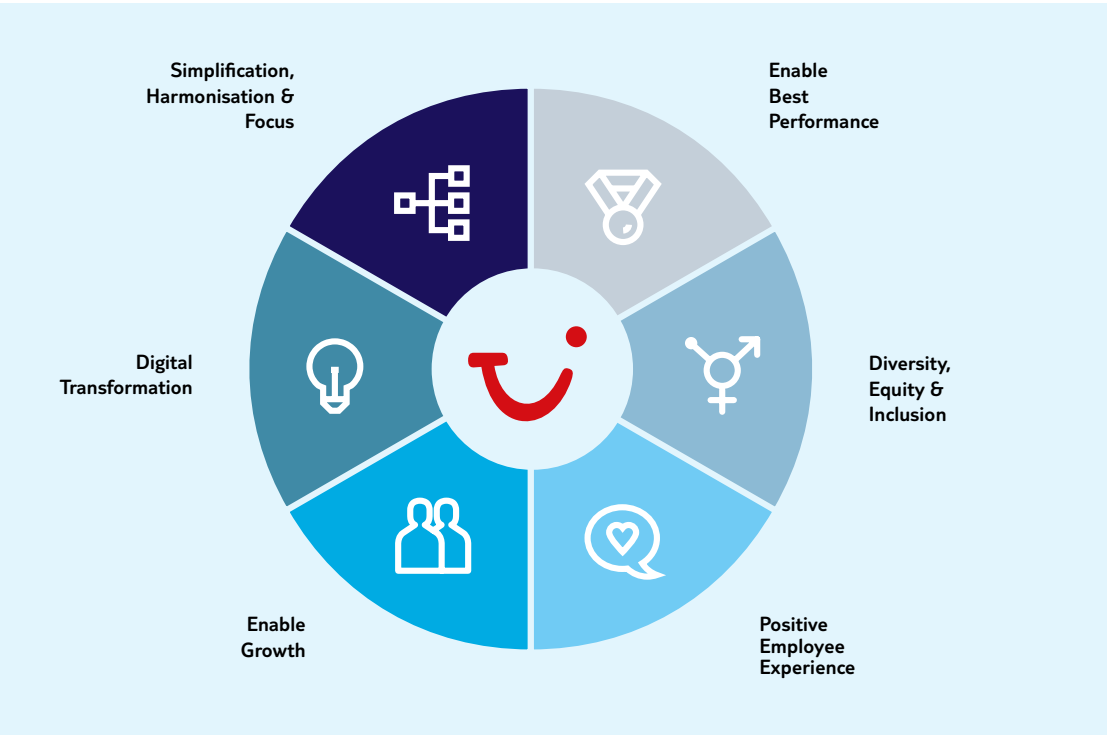 Simplification,
Harmonisation &
Focus
Enable
Best
Performance
Digital
Transformation
Diversity,
Equity &
Inclusion
Enable
Growth
Positive
Employee
Experience